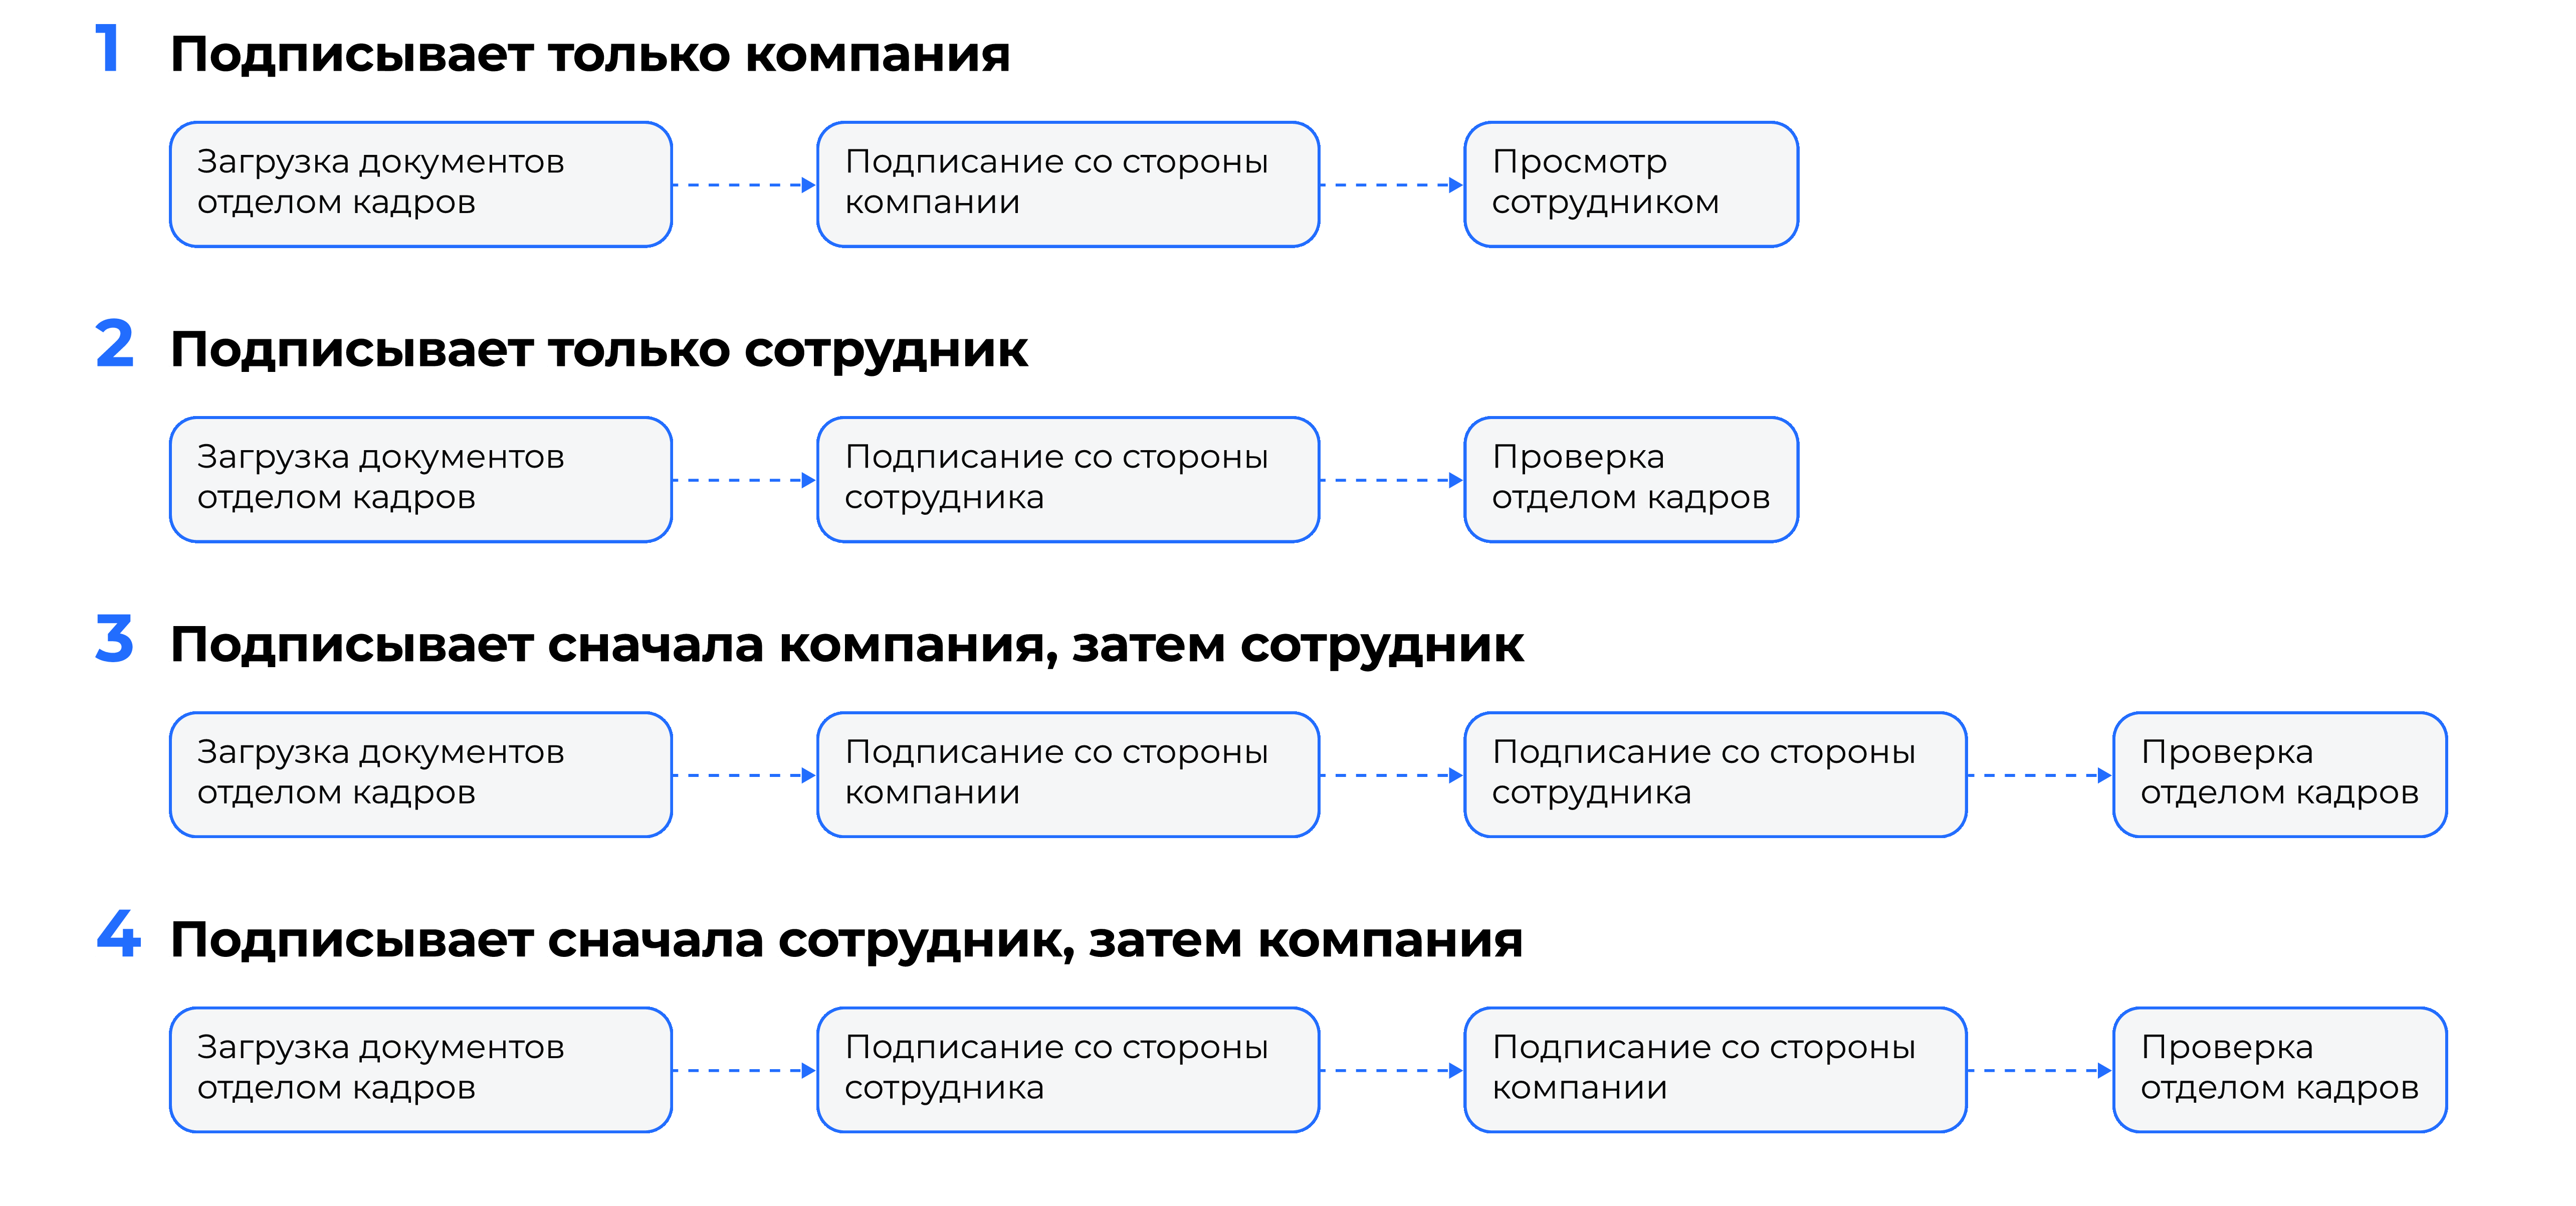 1 Подписывает только компания
Загрузка документов
отделом кадров
Подписание со стороны
компании
Просмотр
сотрудником
2 Подписывает только сотрудник
Загрузка документов
отделом кадров
Подписание со стороны
сотрудника
Проверка
отделом кадров
3 Подписывает сначала компания, затем сотрудник
Загрузка документов
отделом кадров
Подписание со стороны
компании
Подписание со стороны
сотрудника
Проверка
отделом кадров
4 Подписывает сначала сотрудник, затем компания
Загрузка документов
отделом кадров
Подписание со стороны
сотрудника
Подписание со стороны
компании
Проверка
отделом кадров